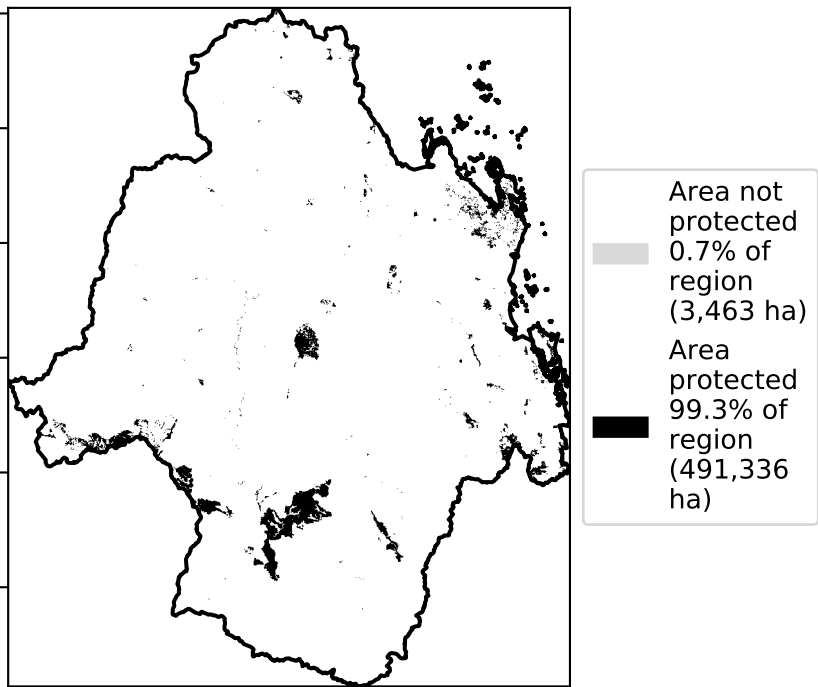 Area not
protected
0.7% of
region
(3,463 ha)
Area
protected
99.3% of
region
(491,336
ha)